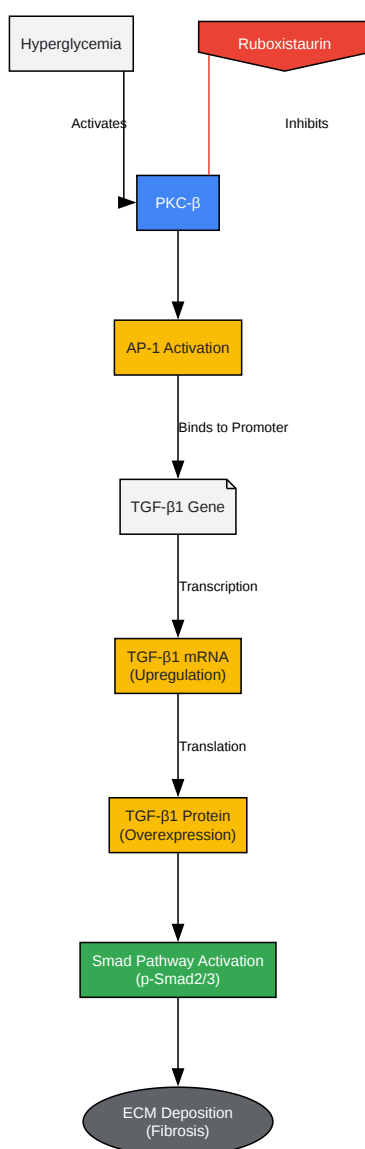 Hyperglycemia
Ruboxistaurin
Activates
Inhibits
PKC-β
AP-1 Activation
Binds to Promoter
TGF-β1 Gene
Transcription
TGF-β1 mRNA
(Upregulation)
Translation
TGF-β1 Protein
(Overexpression)
Smad Pathway Activation
(p-Smad2/3)
ECM Deposition
(Fibrosis)